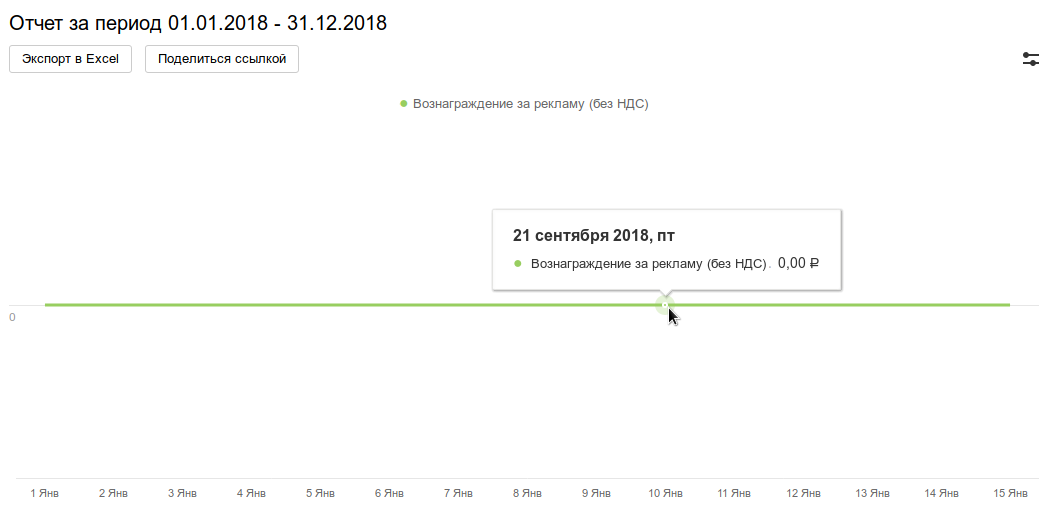 Отчет за период 01.01.2018 - 31.12.2018
Экспорт в Excel Поделиться ссылкой
Вознаграждение за рекламу (без НДС)
21 сентября 2018, пт
Вознаграждение за рекламу (без НДС). 0,00 ₽
0
1 Янв 2 Янв 3 Янв 4 Янв 5 Янв 6 Янв 7 Янв 8 Янв 9 Янв 10 Янв 11 Янв 12 Янв 13 Янв 14 Янв 15 Янв